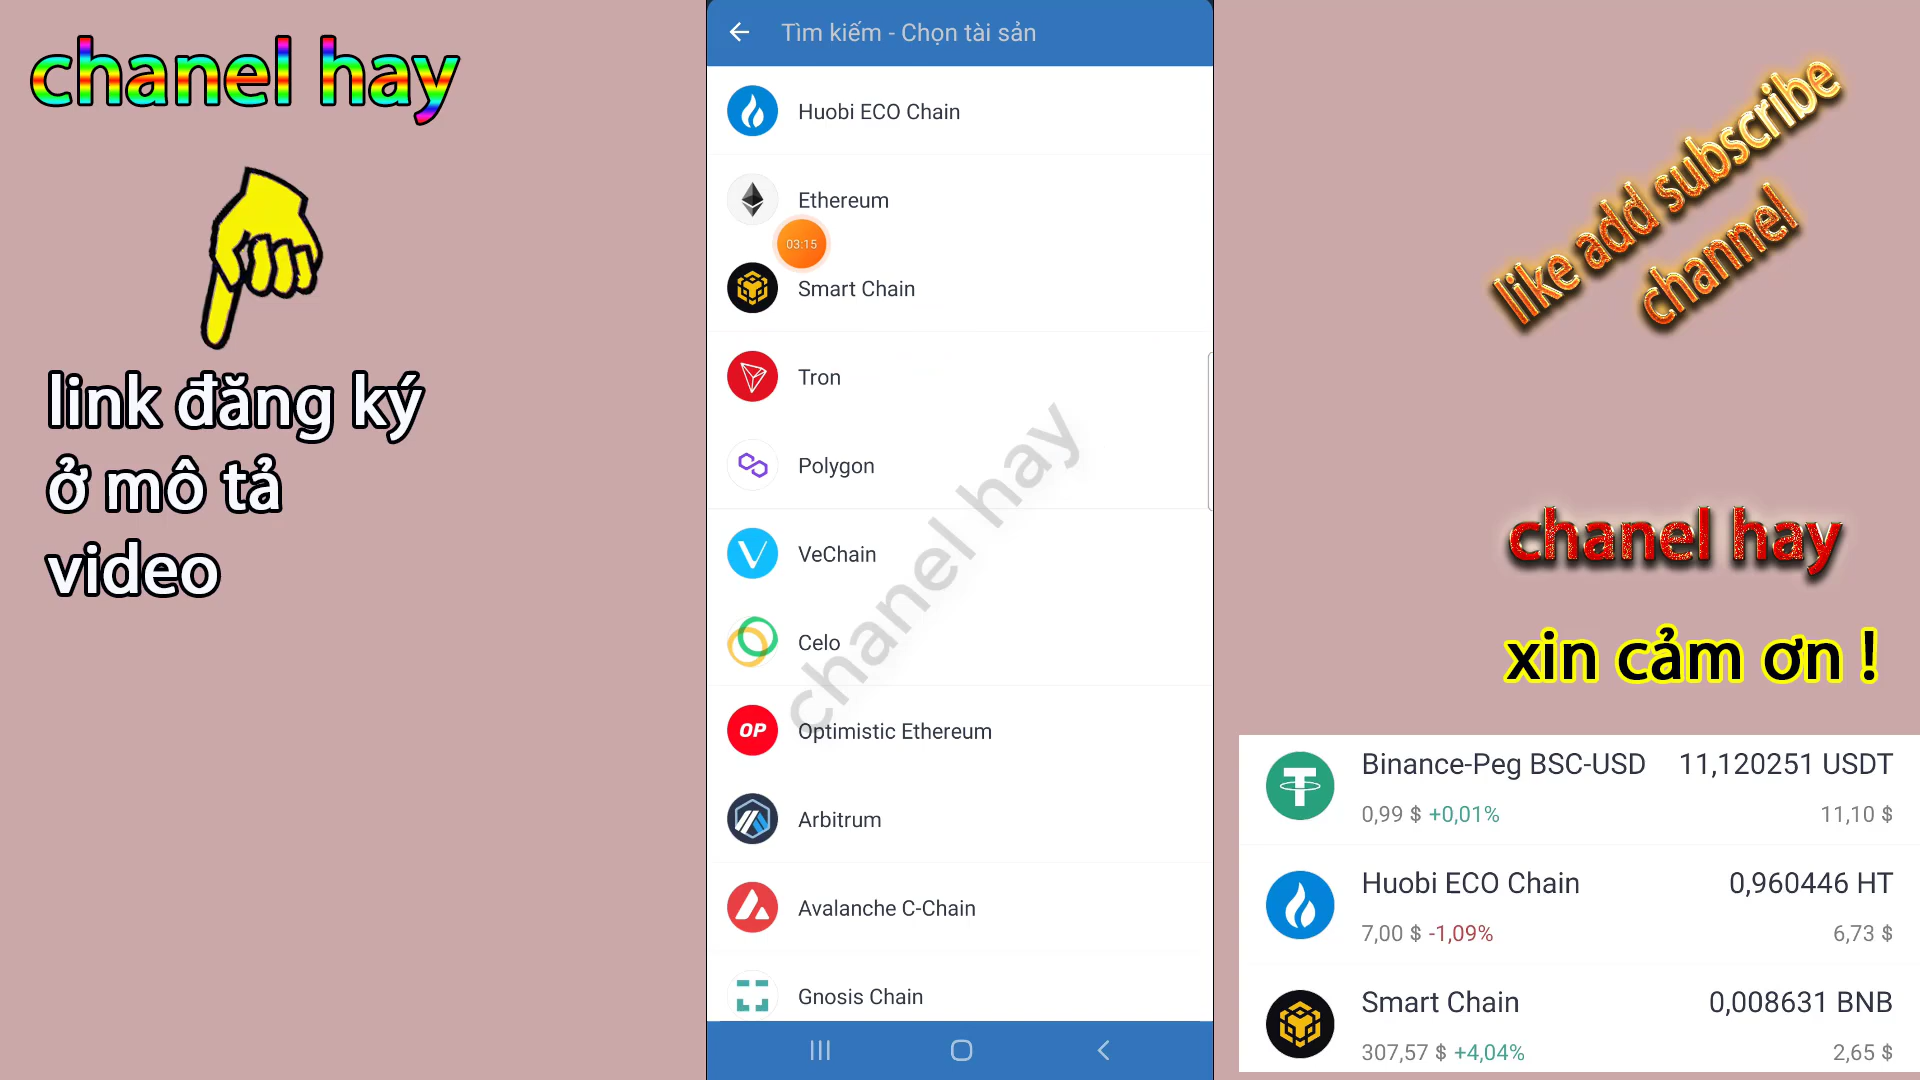 chanel hay
link đăng ký
ở mô tả
video
Tìm kiếm - Chọn tài sản
Huobi ECO Chain
Ethereum
03:15
Smart Chain
Tron
Polygon
VeChain
Celo
OP Optimistic Ethereum
Arbitrum
Avalanche C-Chain
Gnosis Chain
chanel hay
like add subscribe
channel
chanel hay
xin cảm ơn !
Binance-Peg BSC-USD 11,120251 USDT
0,99 $ +0,01% 11,10 $
Huobi ECO Chain 0,960446 HT
7,00 $ -1,09% 6,73 $
Smart Chain 0,008631 BNB
307,57 $ +4,04% 2,65 $